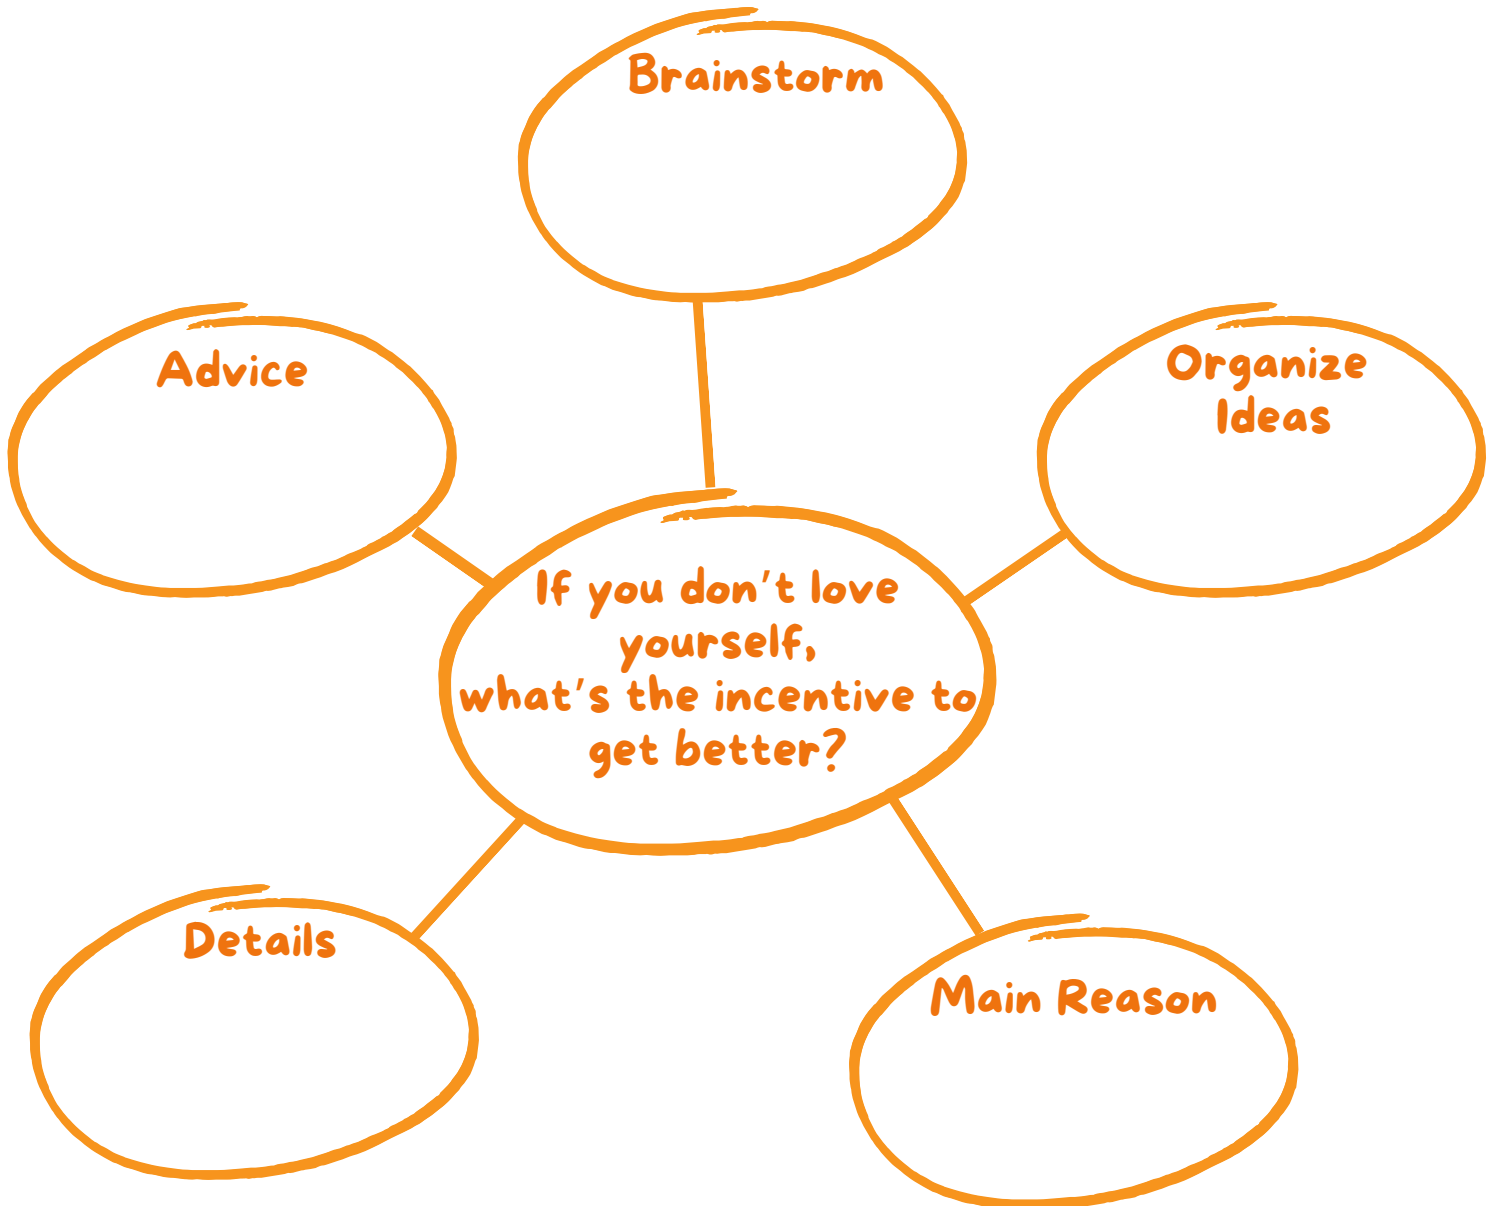 Brainstorm
Advice
Organize
Ideas
If you don't love
yourself,
what's the incentive to
get better?
Details
Main Reason